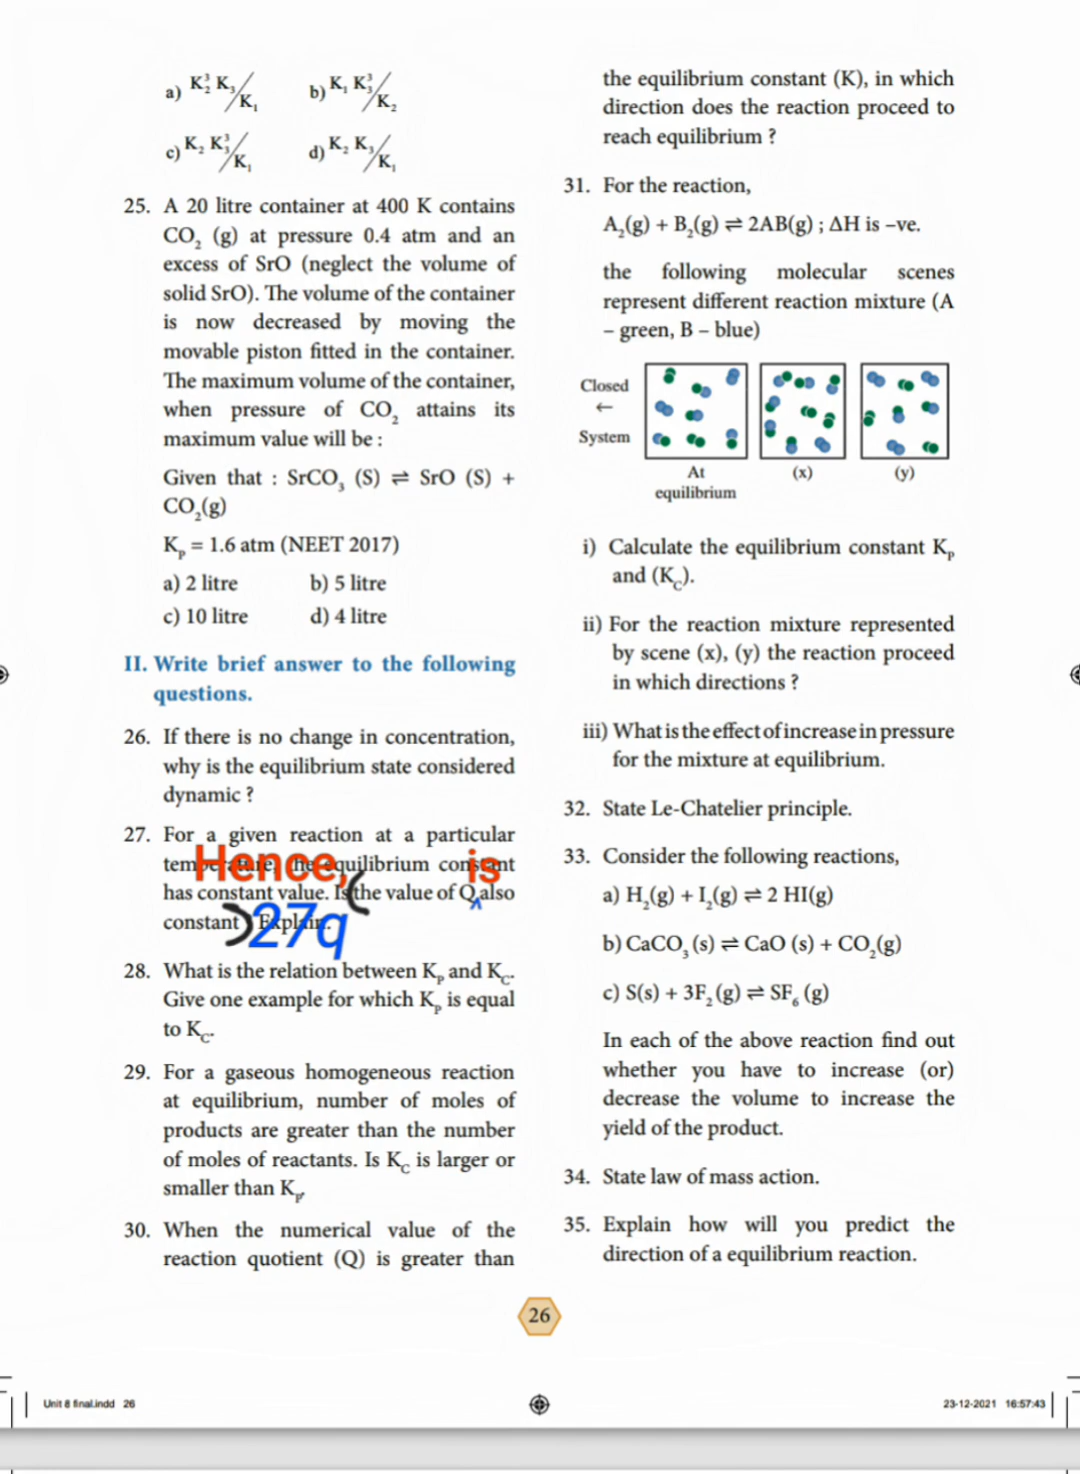 a) K₂³ K₃/K₁ b) K₁ K₃³/K₂
c) K₂ K₃³/K₁ d) K₂ K₃/K₁
25. A 20 litre container at 400 K contains
CO₂ (g) at pressure 0.4 atm and an
excess of SrO (neglect the volume of
solid SrO). The volume of the container
is now decreased by moving the
movable piston fitted in the container.
The maximum volume of the container,
when pressure of CO₂ attains its
maximum value will be :
Given that : SrCO₃ (S) ⇌ SrO (S) +
CO₂(g)
Kₚ = 1.6 atm (NEET 2017)
a) 2 litre b) 5 litre
c) 10 litre d) 4 litre
II. Write brief answer to the following
questions.
26. If there is no change in concentration,
why is the equilibrium state considered
dynamic ?
27. For a given reaction at a particular
temperature, the equilibrium constant
has constant value. Is the value of Q also
constant ? Explain.
Hence, is
( ^
>27q
28. What is the relation between Kₚ and K_C.
Give one example for which Kₚ is equal
to K_C.
29. For a gaseous homogeneous reaction
at equilibrium, number of moles of
products are greater than the number
of moles of reactants. Is K_C is larger or
smaller than Kₚ.
30. When the numerical value of the
reaction quotient (Q) is greater than
the equilibrium constant (K), in which
direction does the reaction proceed to
reach equilibrium ?
31. For the reaction,
A₂(g) + B₂(g) ⇌ 2AB(g) ; ΔH is –ve.
the following molecular scenes
represent different reaction mixture (A
– green, B – blue)
Closed
←
System
At (x) (y)
equilibrium
i) Calculate the equilibrium constant Kₚ
and (K_C).
ii) For the reaction mixture represented
by scene (x), (y) the reaction proceed
in which directions ?
iii) What is the effect of increase in pressure
for the mixture at equilibrium.
32. State Le-Chatelier principle.
33. Consider the following reactions,
a) H₂(g) + I₂(g) ⇌ 2 HI(g)
b) CaCO₃ (s) ⇌ CaO (s) + CO₂(g)
c) S(s) + 3F₂ (g) ⇌ SF₆ (g)
In each of the above reaction find out
whether you have to increase (or)
decrease the volume to increase the
yield of the product.
34. State law of mass action.
35. Explain how will you predict the
direction of a equilibrium reaction.
26
Unit 8 final.indd 26 23-12-2021 16:57:43